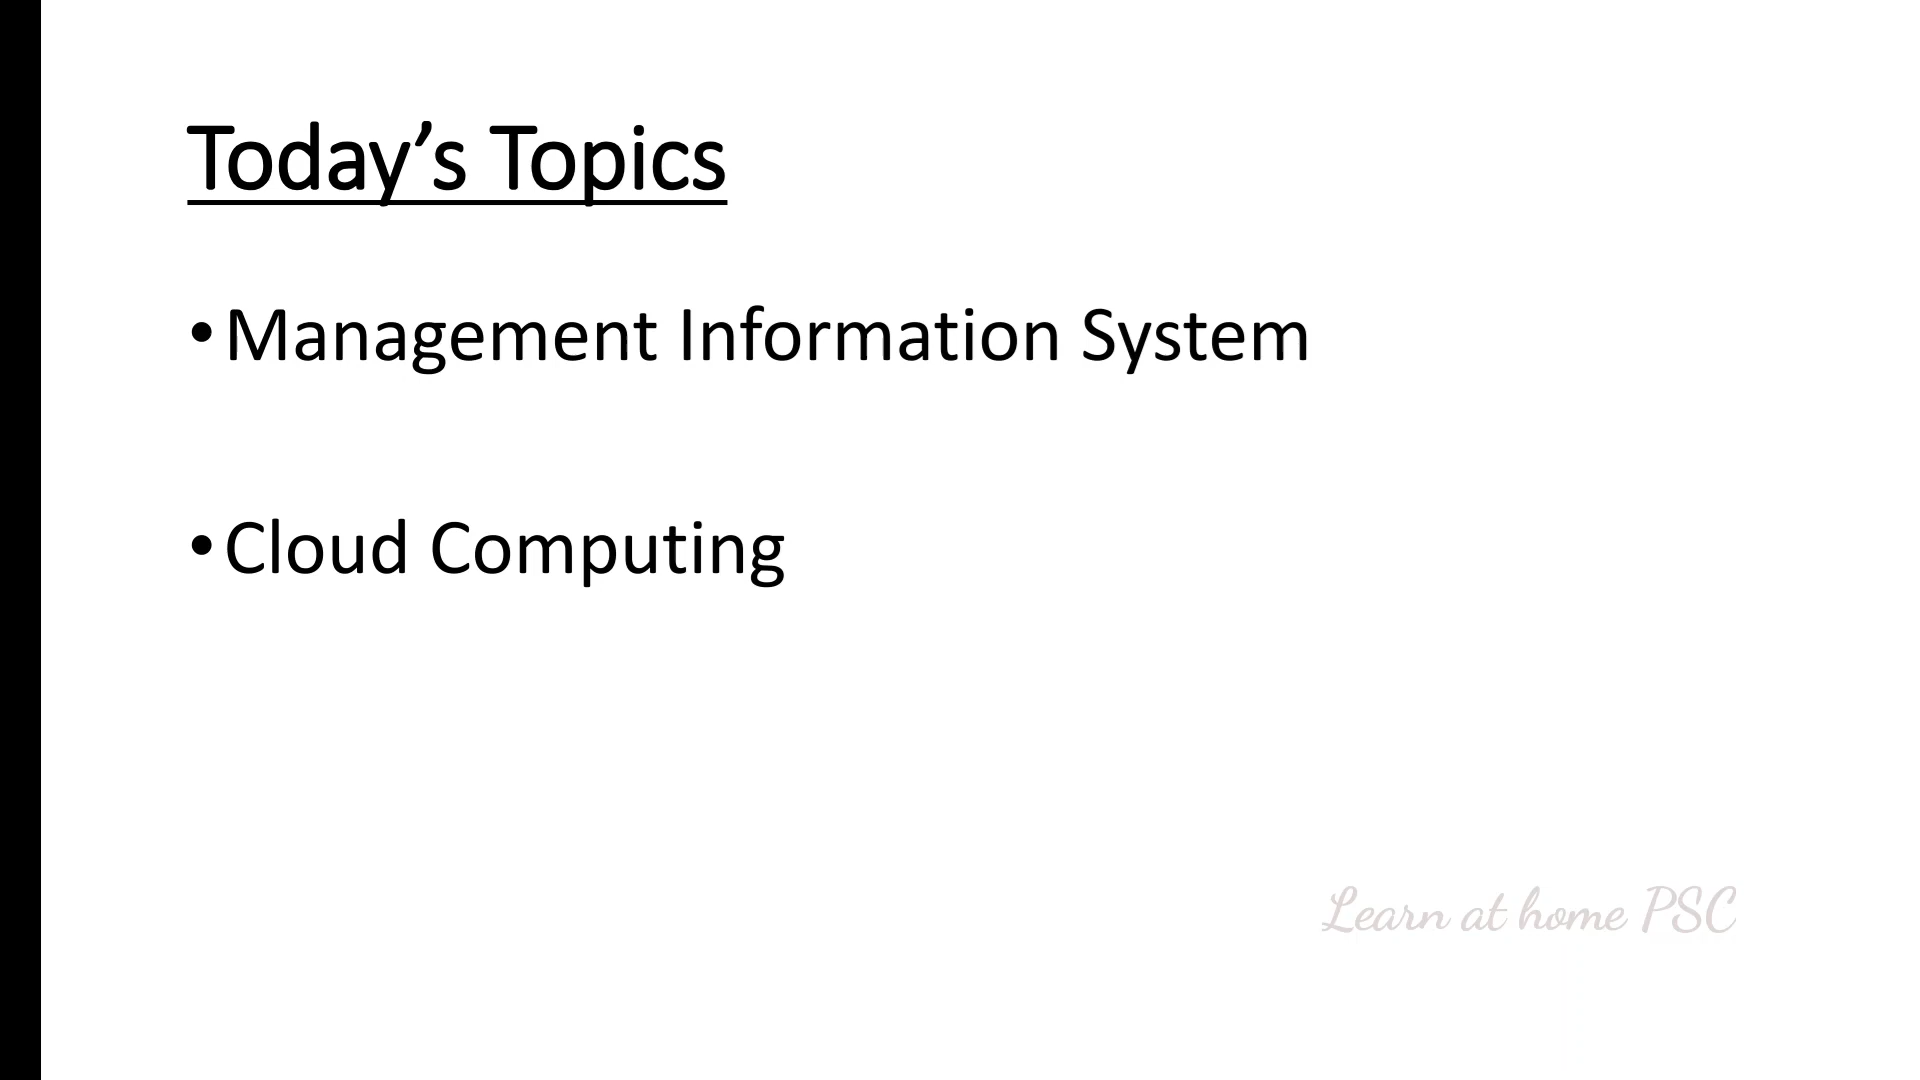 Today’s Topics
•Management Information System
•Cloud Computing
Learn at home PSC